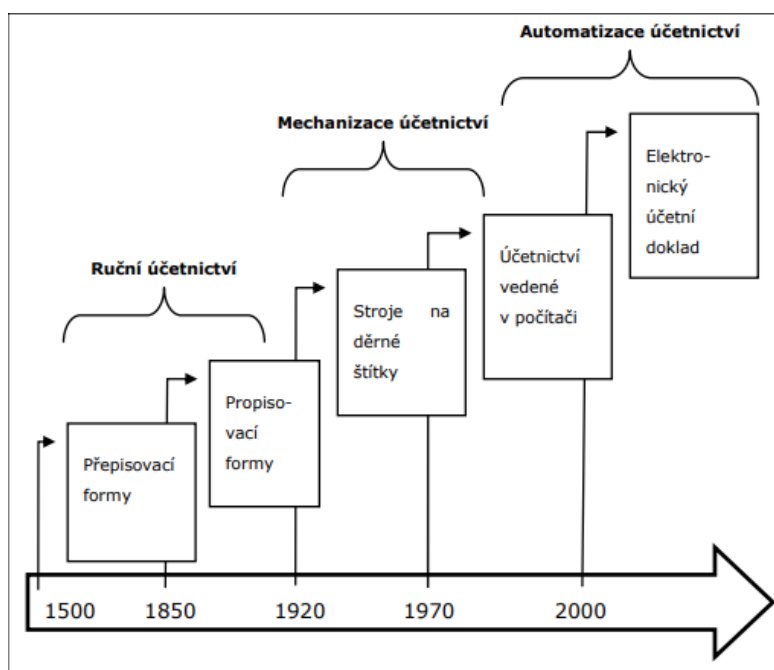 Automatizace účetnictví
Mechanizace účetnictví
Ruční účetnictví
Elektro-
nický
účetní
doklad
Účetnictví
vedené
v počítači
Stroje na
děrné
štítky
Propiso-
vací
formy
Přepisovací
formy
1500 1850 1920 1970 2000